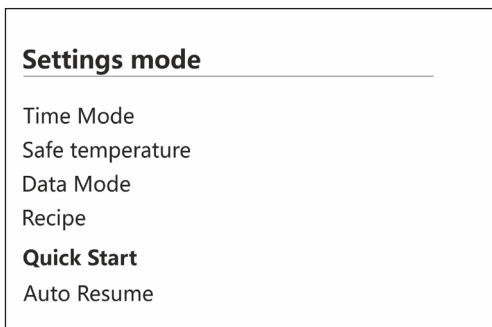 Settings mode
Time Mode
Safe temperature
Data Mode
Recipe
Quick Start
Auto Resume